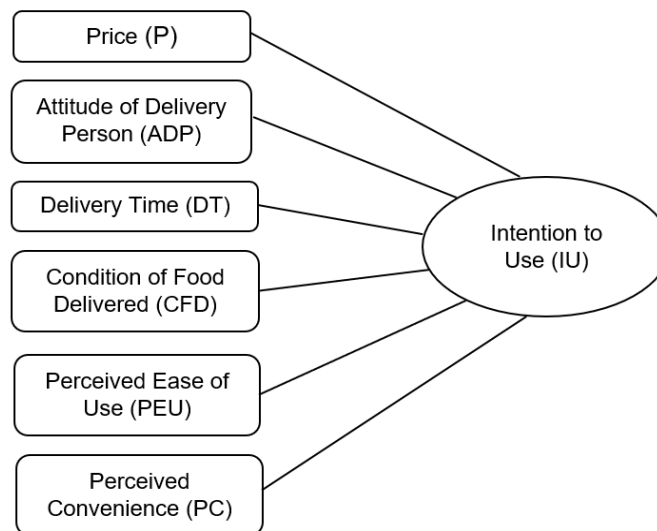 Price (P)
Attitude of Delivery
Person (ADP)
Delivery Time (DT)
Condition of Food
Delivered (CFD)
Perceived Ease of
Use (PEU)
Perceived
Convenience (PC)
Intention to
Use (IU)